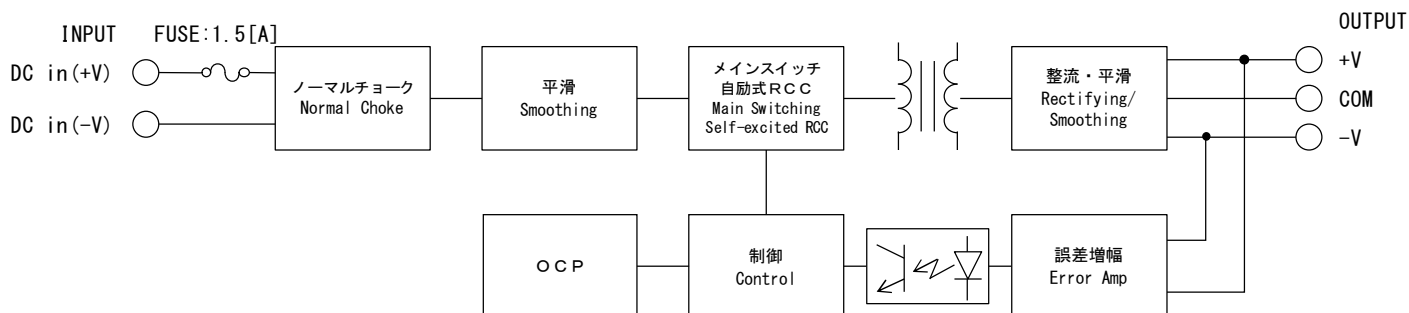 INPUT
FUSE:1.5[A]
OUTPUT
DC in(+V)
DC in(-V)
ノーマルチョーク
Normal Choke
平滑
Smoothing
メインスイッチ
自励式RCC
Main Switching
Self-excited RCC
整流・平滑
Rectifying/
Smoothing
+V
COM
-V
OCP
制御
Control
誤差増幅
Error Amp